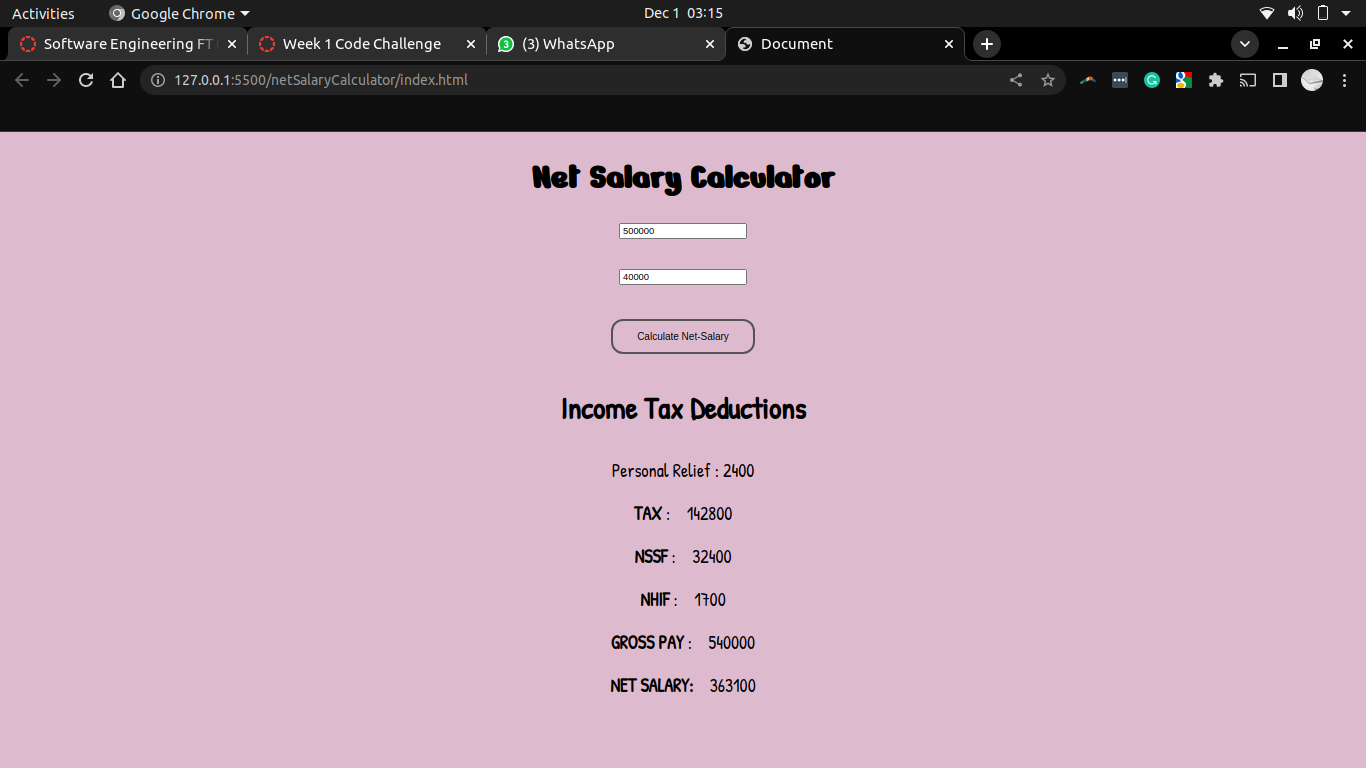 Activities Google Chrome Dec 1 03:15
Software Engineering FT Week 1 Code Challenge (3) WhatsApp Document
127.0.0.1:5500/netSalaryCalculator/index.html
Net Salary Calculator
500000
40000
Calculate Net-Salary
Income Tax Deductions
Personal Relief : 2400
TAX : 142800
NSSF : 32400
NHIF : 1700
GROSS PAY : 540000
NET SALARY: 363100